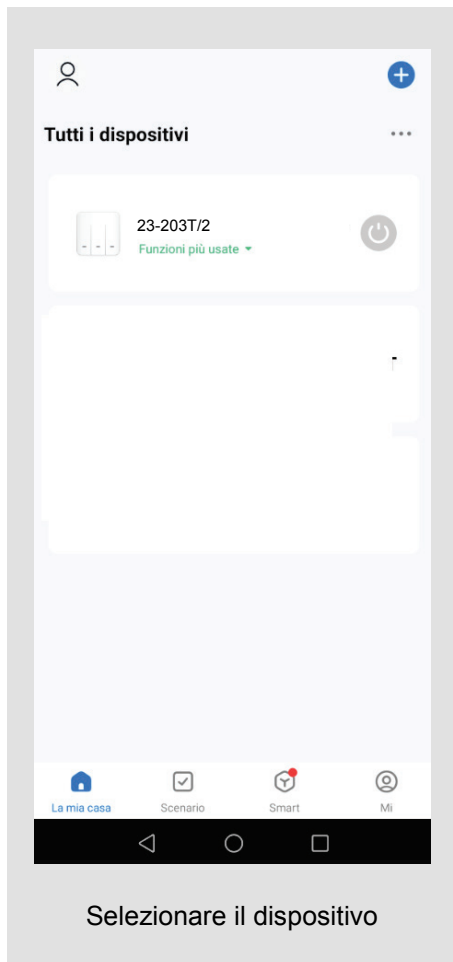 Tutti i dispositivi
23-203T/2
Funzioni più usate
La mia casa
Scenario
Smart
Mi
Selezionare il dispositivo